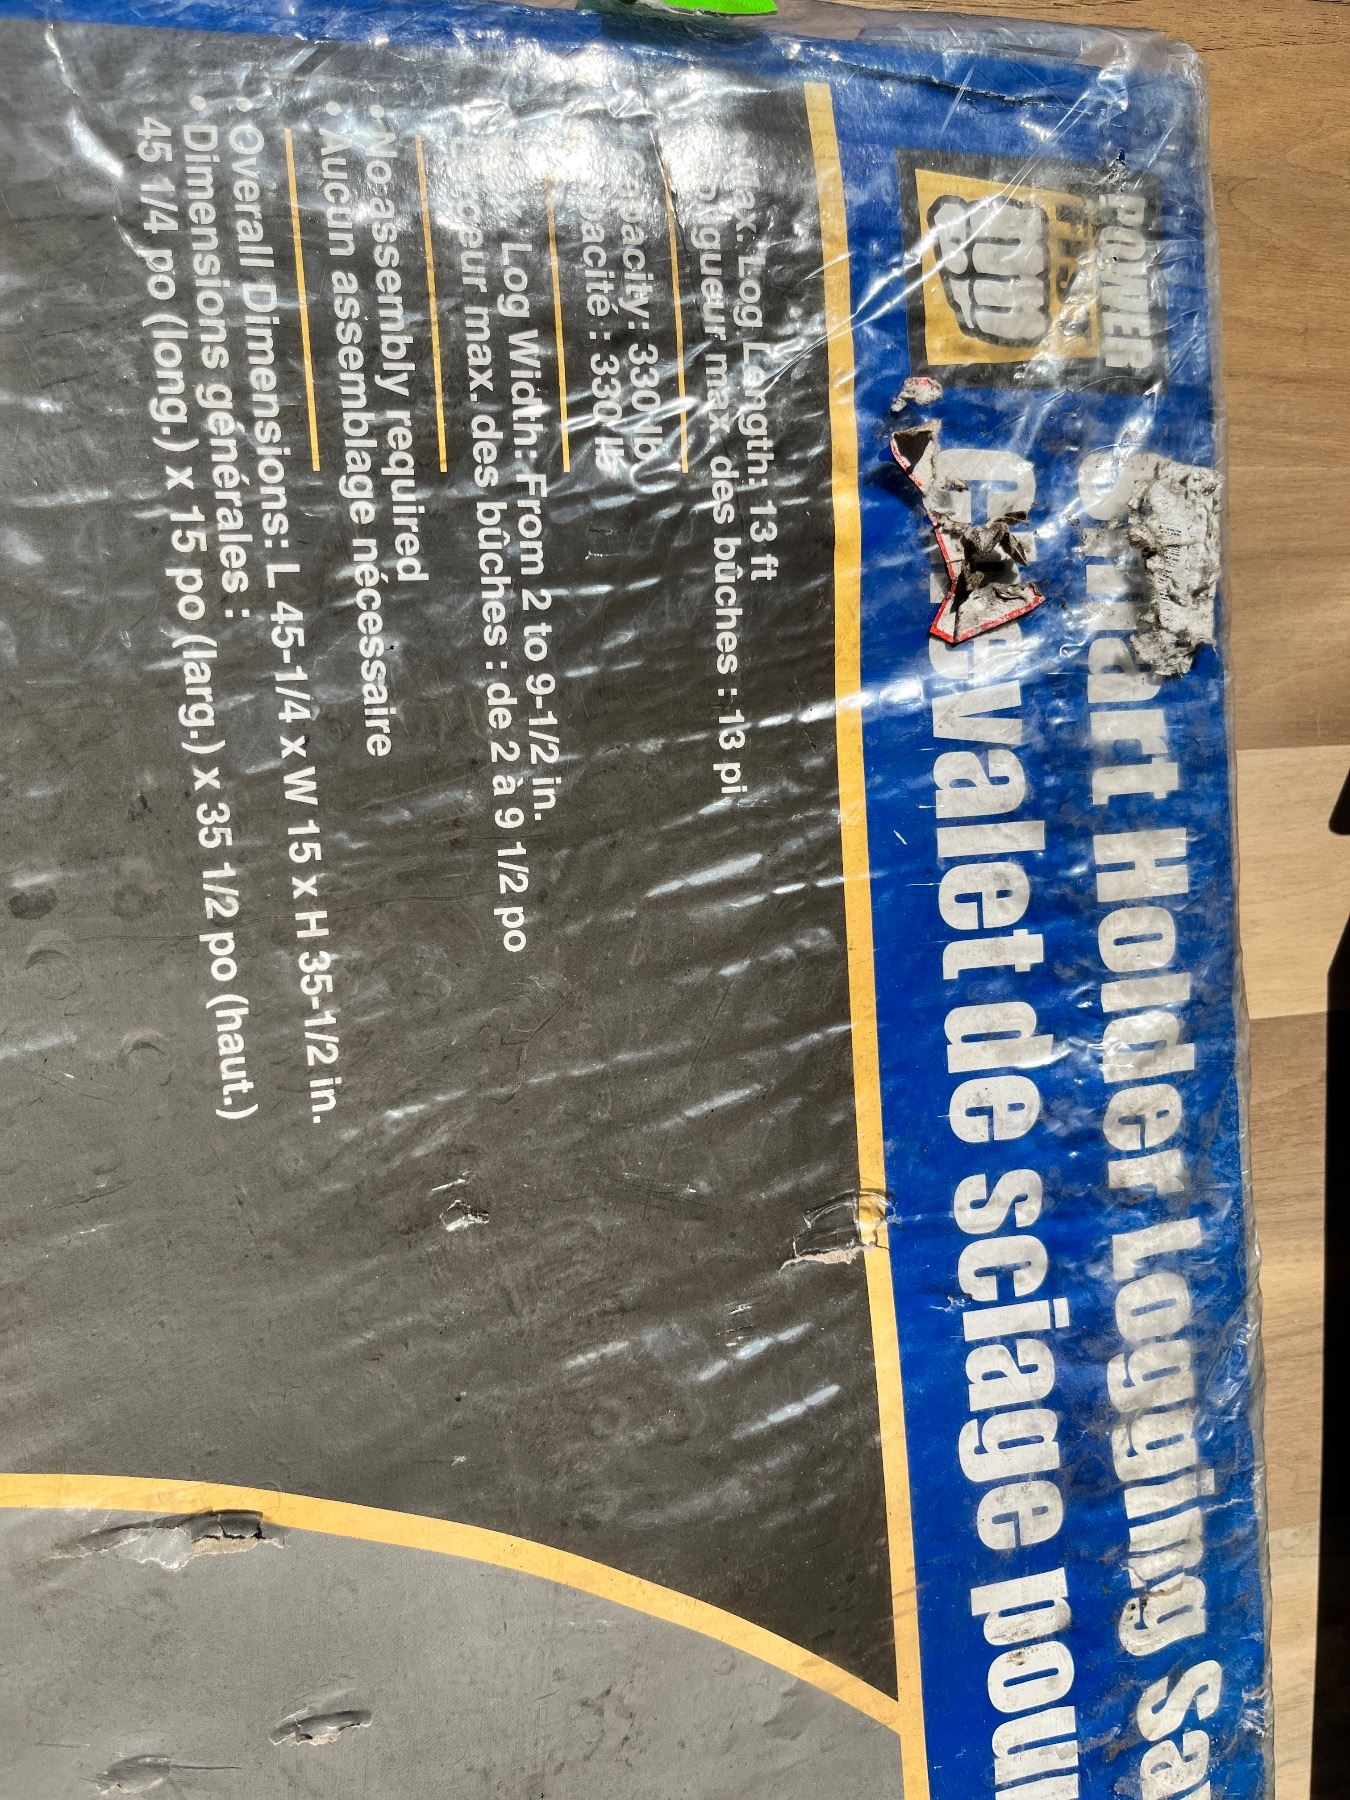 POWER
FIST
Smart Holder Logging Saw
Chevalet de sciage pour
Max. Log Length: 13 ft
Longueur max. des bûches : 13 pi
Capacity: 330 lb
Capacité : 330 lb
Log Width: From 2 to 9-1/2 in.
Largeur max. des bûches : de 2 à 9 1/2 po
• No assembly required
• Aucun assemblage nécessaire
• Overall Dimensions: L 45-1/4 x W 15 x H 35-1/2 in.
• Dimensions générales :
45 1/4 po (long.) x 15 po (larg.) x 35 1/2 po (haut.)